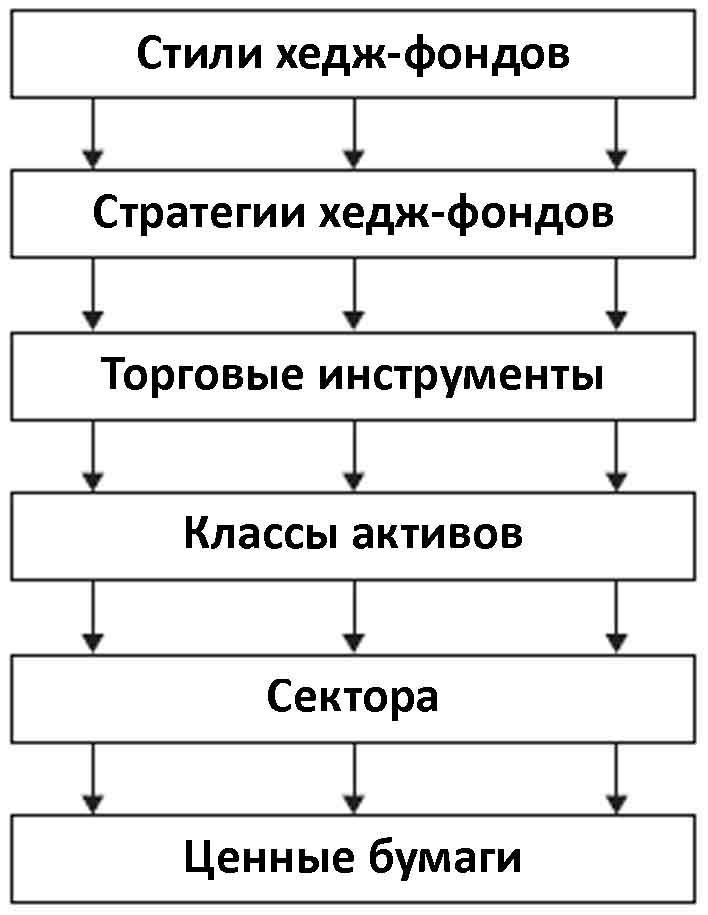 Стили хедж-фондов
Стратегии хедж-фондов
Торговые инструменты
Классы активов
Сектора
Ценные бумаги